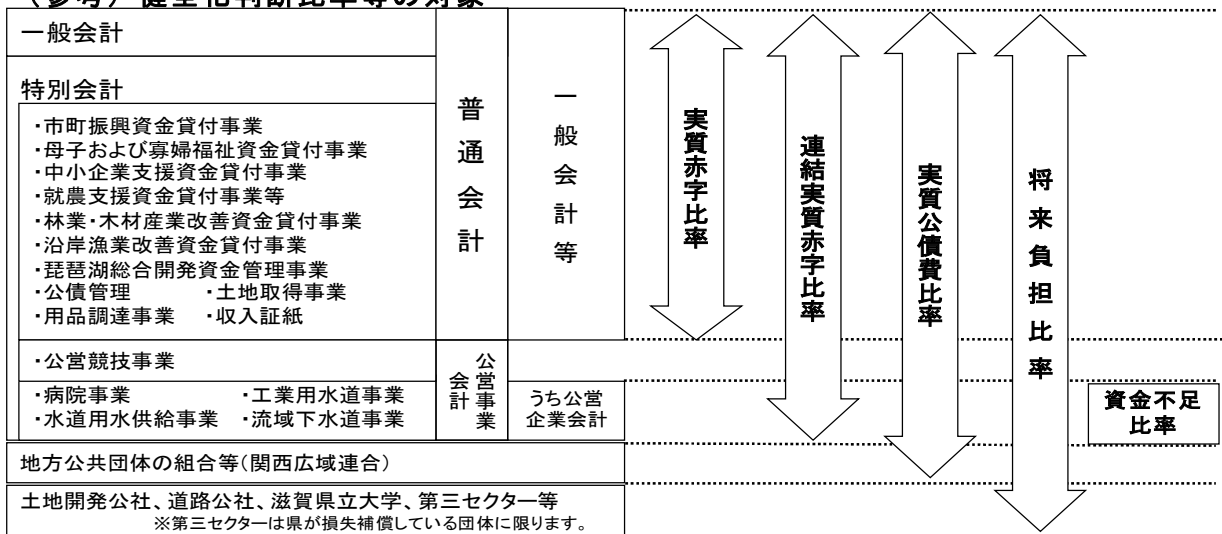 （参考）健全化判断比率等の対象
一般会計
特別会計
・市町振興資金貸付事業
・母子および寡婦福祉資金貸付事業
・中小企業支援資金貸付事業
・就農支援資金貸付事業等
・林業・木材産業改善資金貸付事業
・沿岸漁業改善資金貸付事業
・琵琶湖総合開発資金管理事業
・公債管理　・土地取得事業
・用品調達事業　・収入証紙
・公営競技事業
・病院事業　・工業用水道事業
・水道用水供給事業　・流域下水道事業
普通会計
公営事業
会計
一般会計等
うち公営
企業会計
地方公共団体の組合等（関西広域連合）
土地開発公社、道路公社、滋賀県立大学、第三セクター等
※第三セクターは県が損失補償している団体に限ります。
実質赤字比率
連結実質赤字比率
実質公債費比率
将来負担比率
資金不足
比率